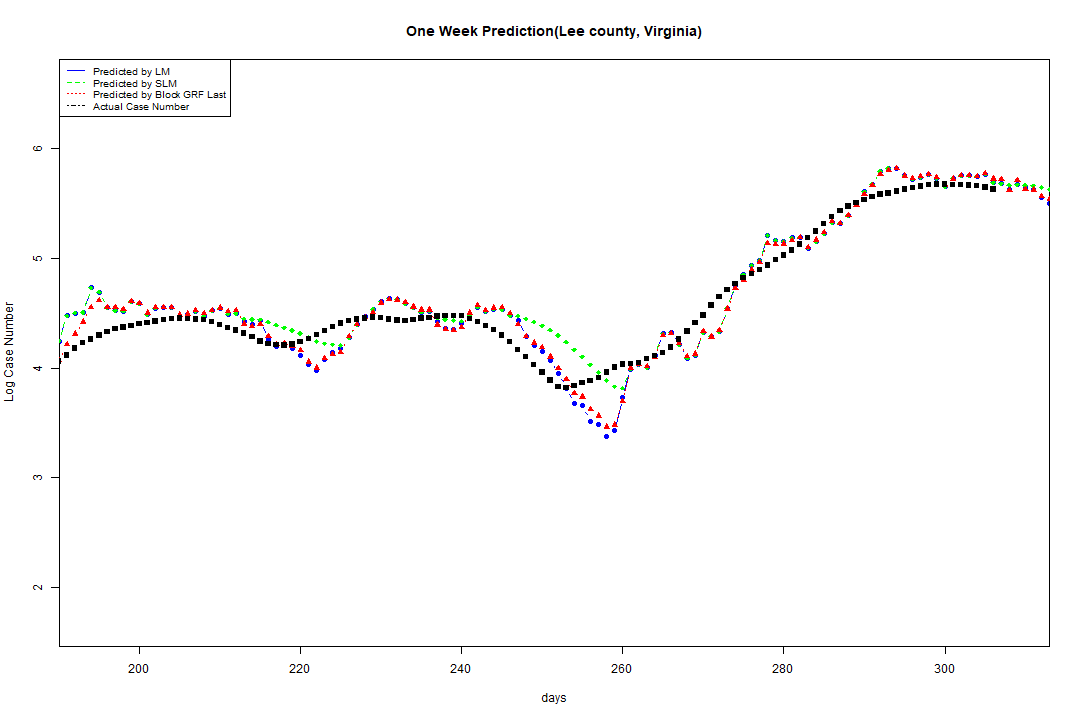 One Week Prediction(Lee county, Virginia)
Predicted by LM
Predicted by SLM
Predicted by Block GRF Last
Actual Case Number
6
5
4
3
2
Log Case Number
200 220 240 260 280 300
days